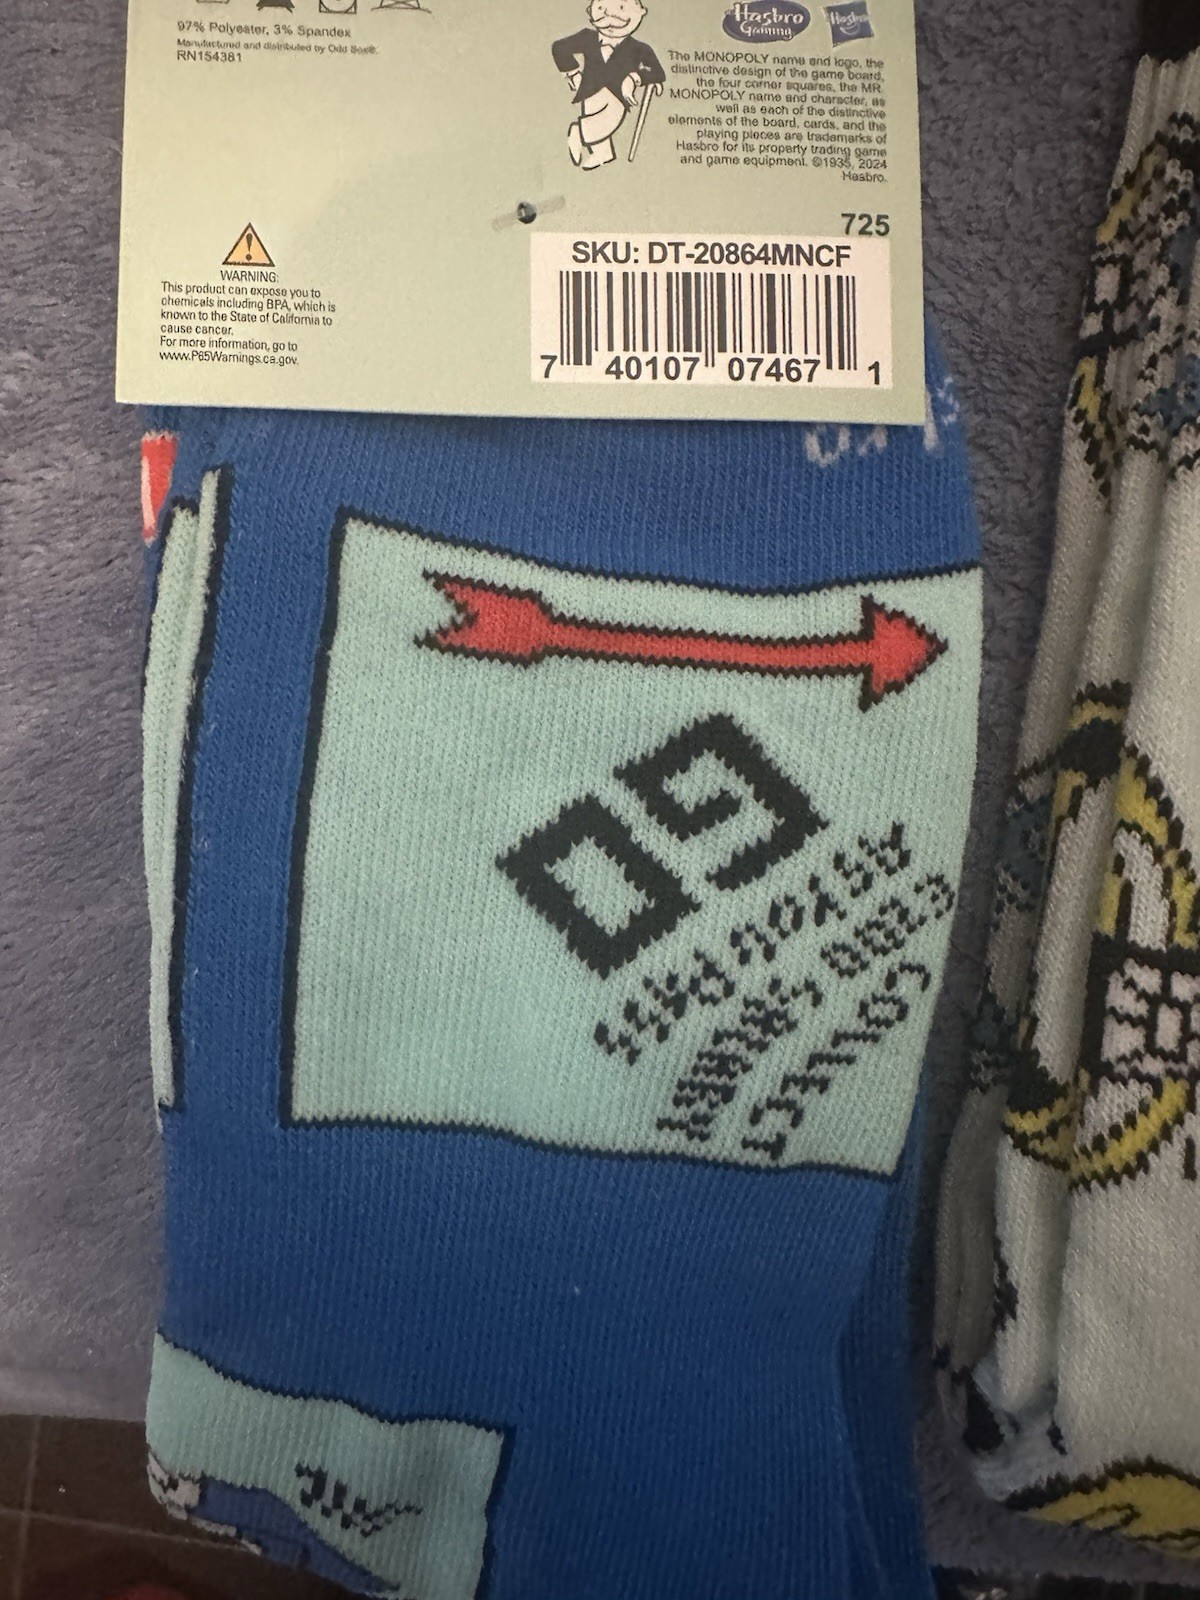 97% Polyester, 3% Spandex
Manufactured and distributed by Odd Sox®.
RN154381
Hasbro
Gaming
Hasbro
The MONOPOLY name and logo, the
distinctive design of the game board,
the four corner squares, the MR.
MONOPOLY name and character, as
well as each of the distinctive
elements of the board, cards, and the
playing pieces are trademarks of
Hasbro for its property trading game
and game equipment. ©1935, 2024
Hasbro.
WARNING:
This product can expose you to
chemicals including BPA, which is
known to the State of California to
cause cancer.
For more information, go to
www.P65Warnings.ca.gov.
725
SKU: DT-20864MNCF
7 40107 07467 1
COLLECT
AS YOU PASS
GO